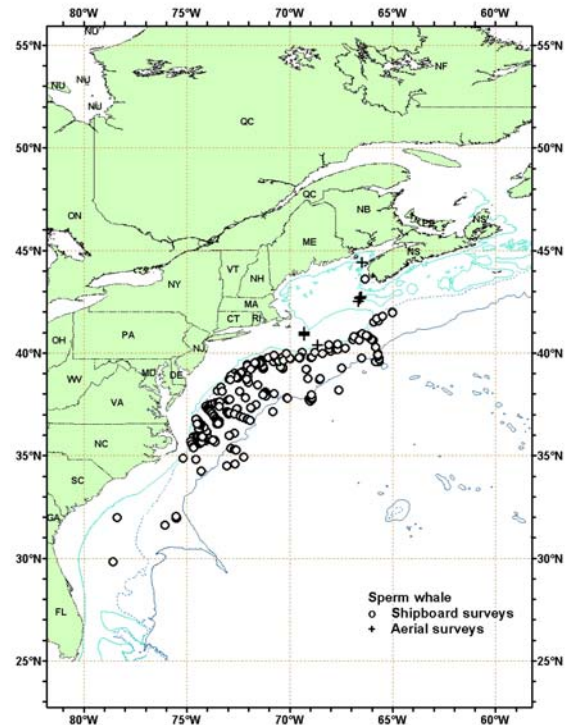 80°W 75°W 70°W 65°W 60°W
ND
55°N NF 55°N
NU NU
NU
QC
50°N 50°N
QC
ON NB NS
ME
45°N NS 45°N
VT
NY NH
MA
CT RI
PA
OH NJ
40°N 40°N
WV MD DE
VA
NC
35°N 35°N
SC
GA
30°N 30°N
Sperm whale
FL Shipboard surveys
Aerial surveys
25°N 25°N
80°W 75°W 70°W 65°W 60°W